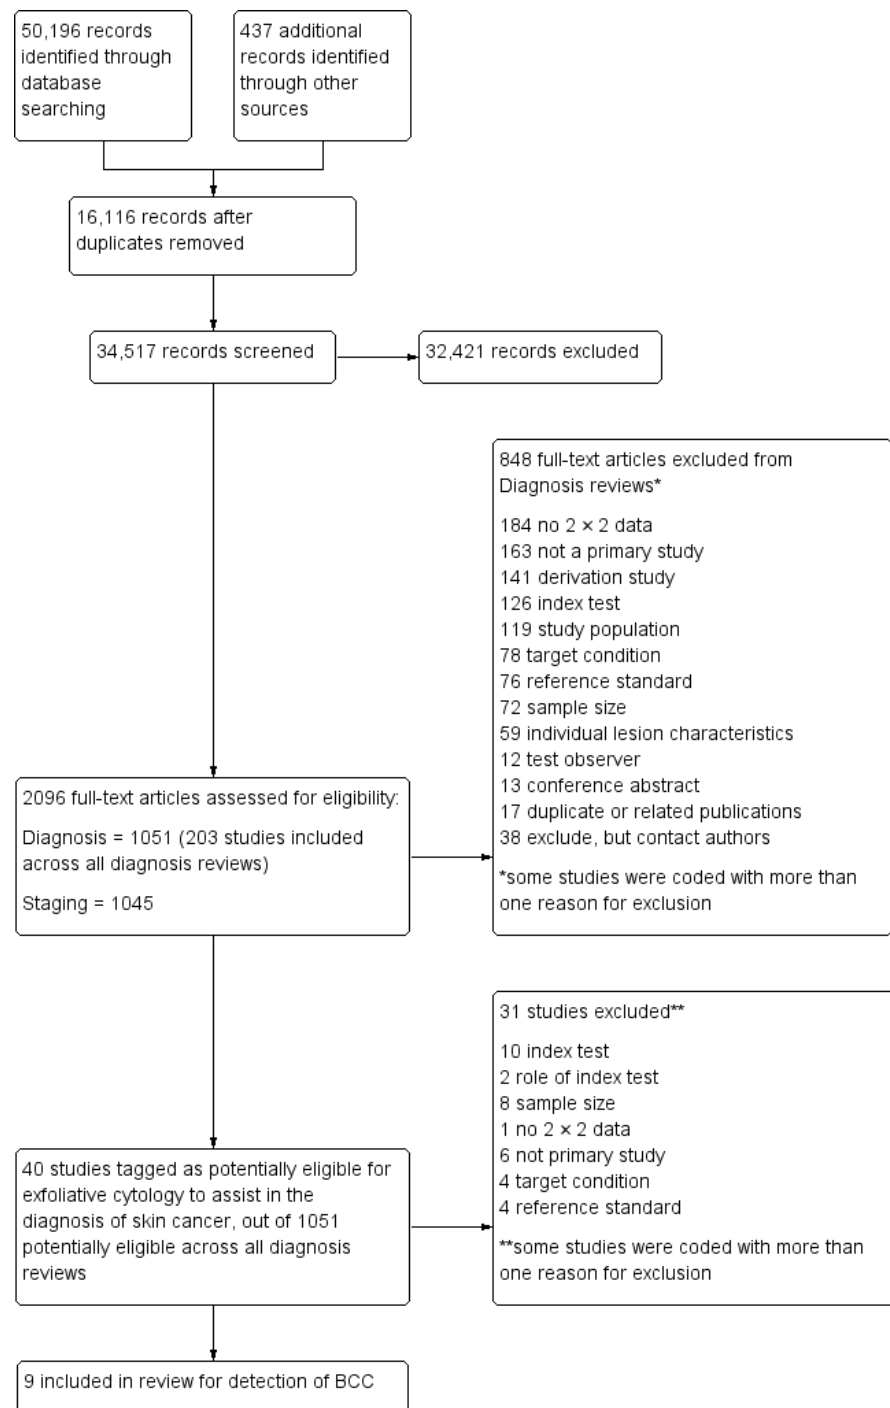 50,196 records
identified through
database
searching
437 additional
records identified
through other
sources
16,116 records after
duplicates removed
34,517 records screened
32,421 records excluded
848 full-text articles excluded from
Diagnosis reviews*
184 no 2 × 2 data
163 not a primary study
141 derivation study
126 index test
119 study population
78 target condition
76 reference standard
72 sample size
59 individual lesion characteristics
12 test observer
13 conference abstract
17 duplicate or related publications
38 exclude, but contact authors
*some studies were coded with more than
one reason for exclusion
2096 full-text articles assessed for eligibility:
Diagnosis = 1051 (203 studies included
across all diagnosis reviews)
Staging = 1045
31 studies excluded**
10 index test
2 role of index test
8 sample size
1 no 2 × 2 data
6 not primary study
4 target condition
4 reference standard
**some studies were coded with more than
one reason for exclusion
40 studies tagged as potentially eligible for
exfoliative cytology to assist in the
diagnosis of skin cancer, out of 1051
potentially eligible across all diagnosis
reviews
9 included in review for detection of BCC